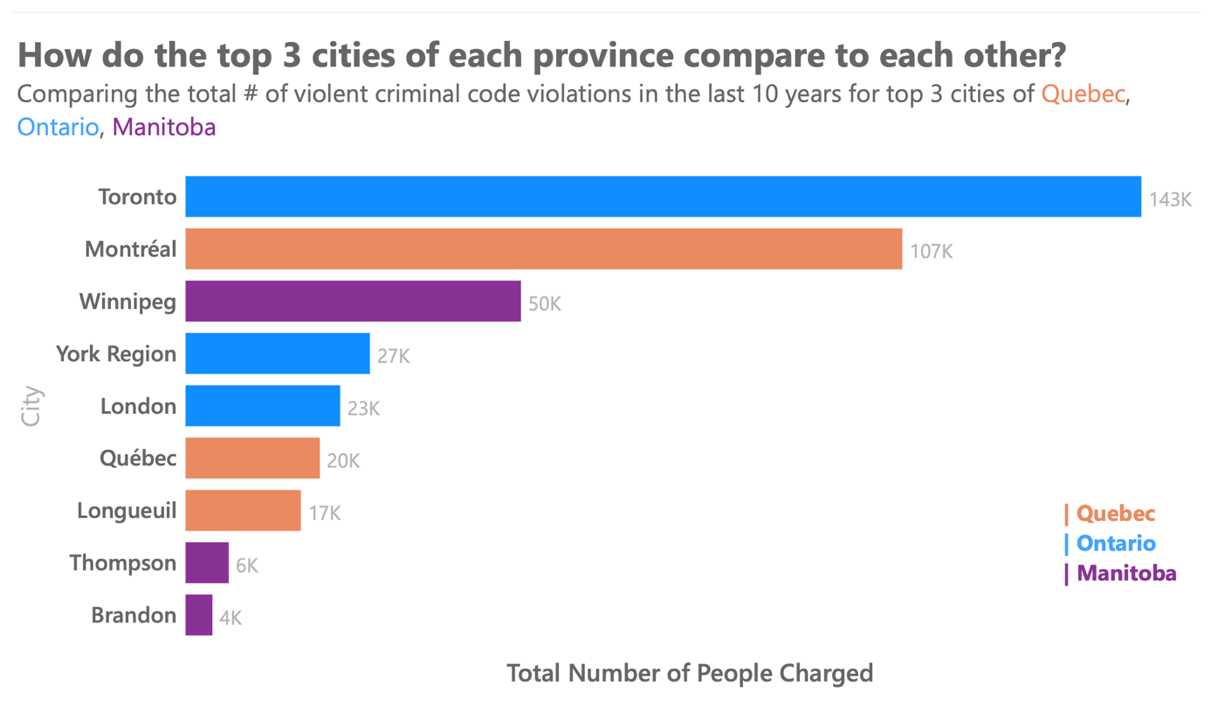 How do the top 3 cities of each province compare to each other?
Comparing the total # of violent criminal code violations in the last 10 years for top 3 cities of Quebec,
Ontario, Manitoba
Toronto 143K
Montréal 107K
Winnipeg 50K
York Region 27K
London 23K
City
Québec 20K
Longueuil 17K
Thompson 6K
Brandon 4K
| Quebec
| Ontario
| Manitoba
Total Number of People Charged